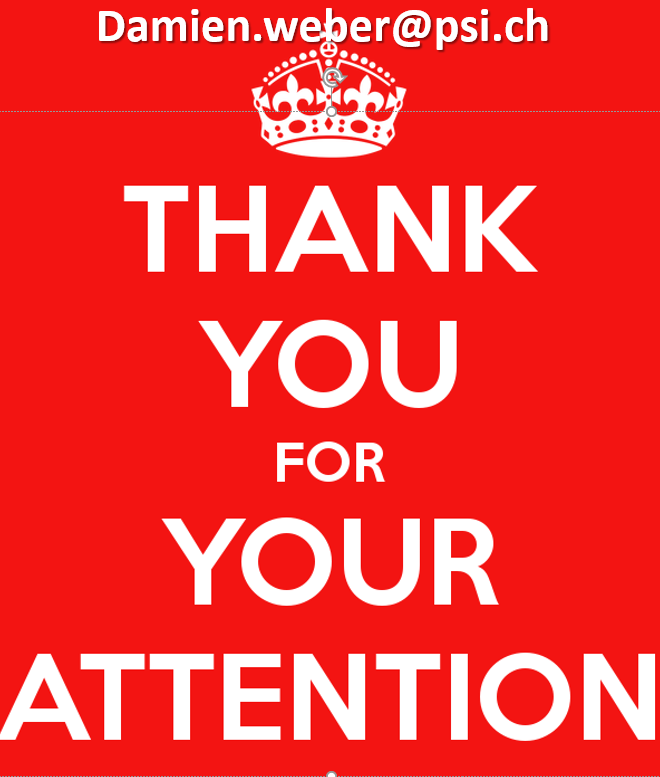 Damien.weber@psi.ch
THANK
YOU
FOR
YOUR
ATTENTION